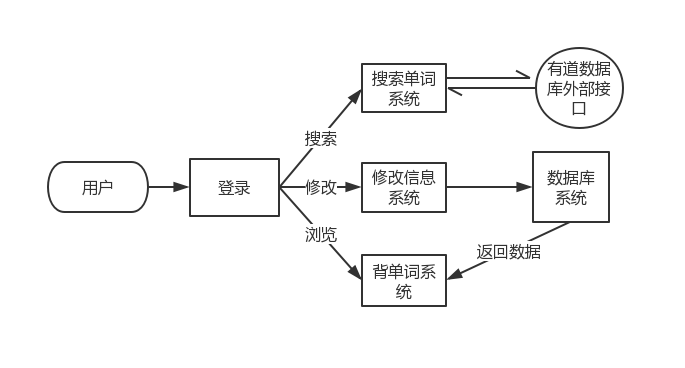 搜索单词
系统
有道数据
库外部接
口
搜索
用户
登录
修改
修改信息
系统
数据库
系统
浏览
返回数据
背单词系
统